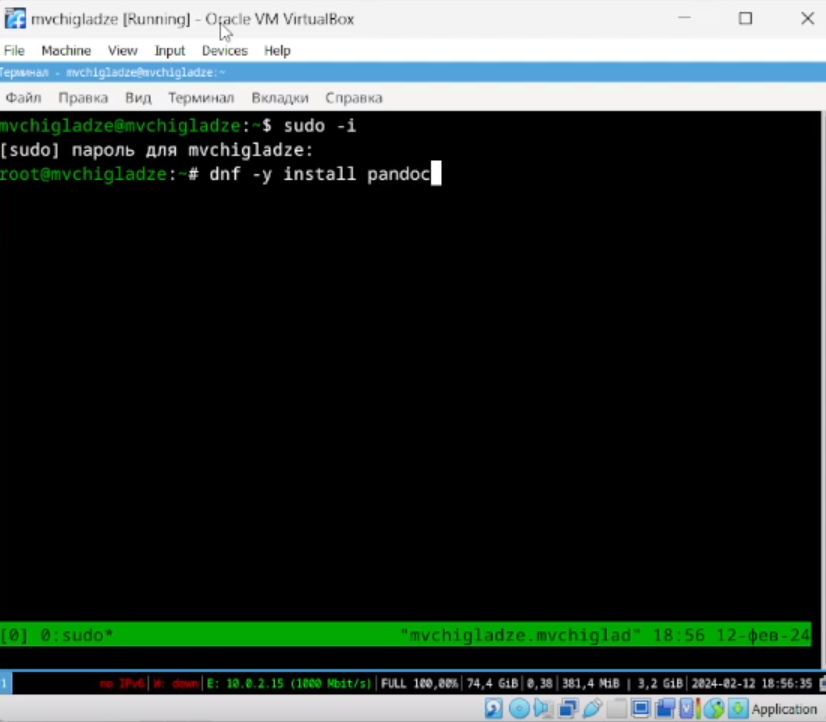 mvchigladze [Running] - Oracle VM VirtualBox
File Machine View Input Devices Help
Терминал - mvchigladze@mvchigladze:~
Файл Правка Вид Терминал Вкладки Справка
mvchigladze@mvchigladze:~$ sudo -i
[sudo] пароль для mvchigladze:
root@mvchigladze:~# dnf -y install pandoc
[0] 0:sudo* "mvchigladze.mvchiglad" 18:56 12-фев-24
1 no IPv6 | W: down | E: 10.0.2.15 (1000 Mbit/s) | FULL 100,00% | 74,4 GiB | 0,38 | 381,4 MiB | 3,2 GiB | 2024-02-12 18:56:35
Application